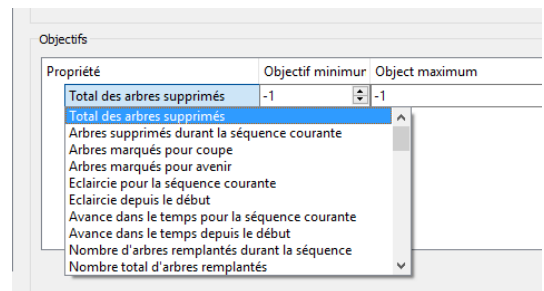 Objectifs
Propriété Objectif minimur Object maximum
Total des arbres supprimés -1 -1
Total des arbres supprimés
Arbres supprimés durant la séquence courante
Arbres marqués pour coupe
Arbres marqués pour avenir
Eclaircie pour la séquence courante
Eclaircie depuis le début
Avance dans le temps pour la séquence courante
Avance dans le temps depuis le début
Nombre d'arbres remplantés durant la séquence
Nombre total d'arbres remplantés